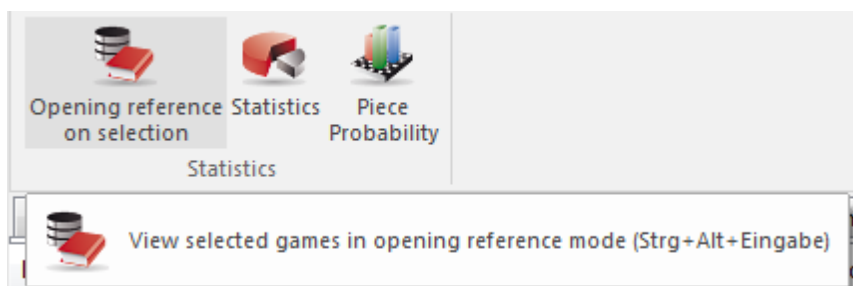 Opening reference on selection
Statistics
Piece Probability
Statistics
View selected games in opening reference mode (Strg+Alt+Eingabe)